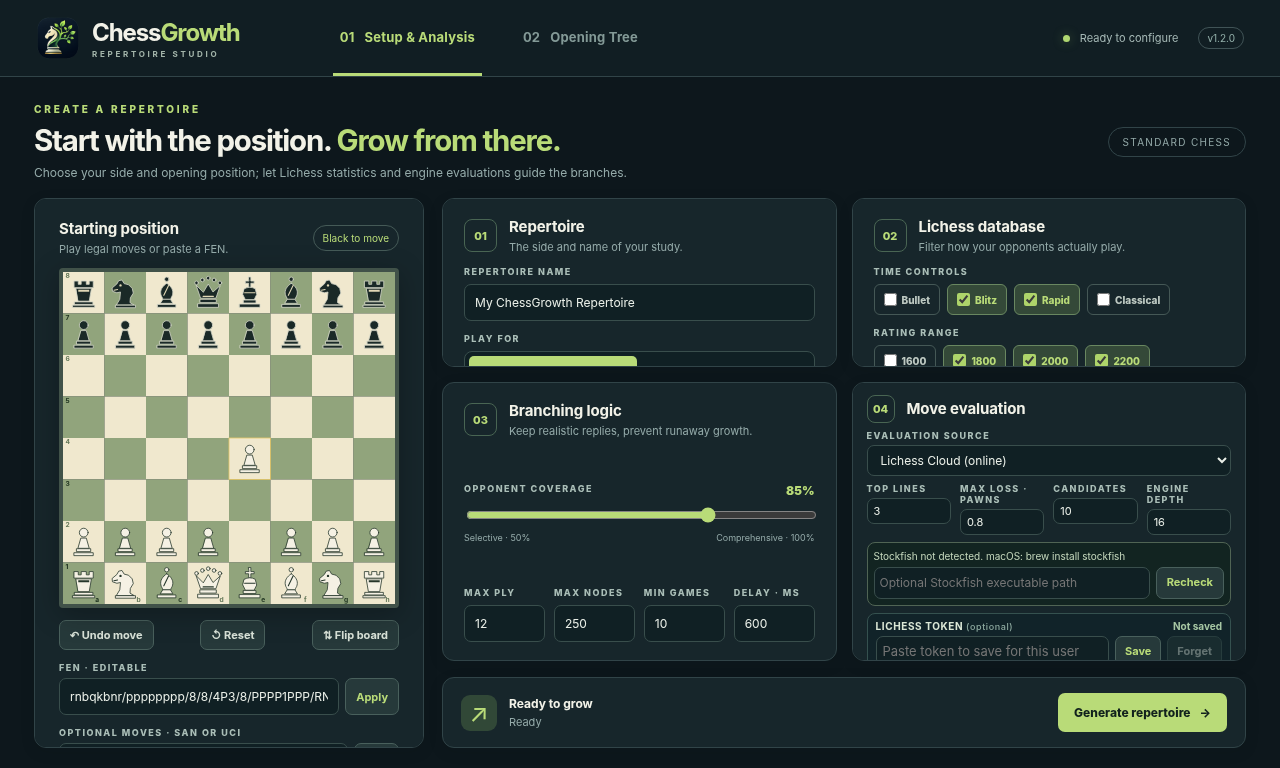 ChessGrowth
REPERTOIRE STUDIO
01 Setup & Analysis
02 Opening Tree
Ready to configure
v1.2.0
CREATE A REPERTOIRE
Start with the position. Grow from there.
Choose your side and opening position; let Lichess statistics and engine evaluations guide the branches.
STANDARD CHESS
Starting position
Play legal moves or paste a FEN.
Black to move
8
7
6
5
4
3
2
1
a b c d e f g h
↶ Undo move
↺ Reset
⇅ Flip board
FEN · EDITABLE
rnbqkbnr/pppppppp/8/8/4P3/8/PPPP1PPP/RN
Apply
OPTIONAL MOVES · SAN OR UCI
01
Repertoire
The side and name of your study.
REPERTOIRE NAME
My ChessGrowth Repertoire
PLAY FOR
02
Lichess database
Filter how your opponents actually play.
TIME CONTROLS
Bullet
Blitz
Rapid
Classical
RATING RANGE
1600
1800
2000
2200
03
Branching logic
Keep realistic replies, prevent runaway growth.
OPPONENT COVERAGE
85%
Selective · 50%
Comprehensive · 100%
MAX PLY
MAX NODES
MIN GAMES
DELAY · MS
12
250
10
600
04
Move evaluation
EVALUATION SOURCE
Lichess Cloud (online)
TOP LINES
MAX LOSS · PAWNS
CANDIDATES
ENGINE DEPTH
3
0.8
10
16
Stockfish not detected. macOS: brew install stockfish
Optional Stockfish executable path
Recheck
LICHESS TOKEN (optional)
Not saved
Paste token to save for this user
Save
Forget
Ready to grow
Ready
Generate repertoire →